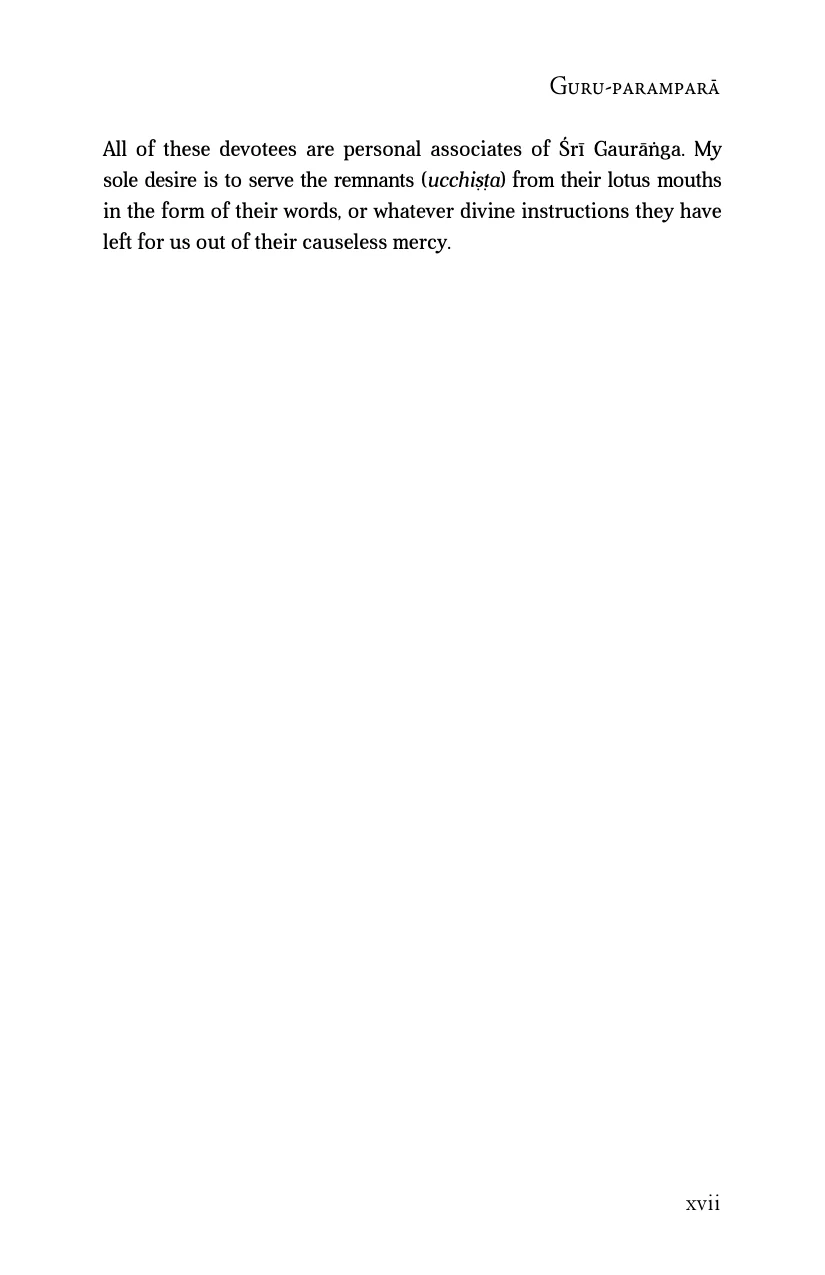 Guru-paramparā
All of these devotees are personal associates of Śrī Gaurāṅga. My
sole desire is to serve the remnants (ucchiṣṭa) from their lotus mouths
in the form of their words, or whatever divine instructions they have
left for us out of their causeless mercy.
xvii